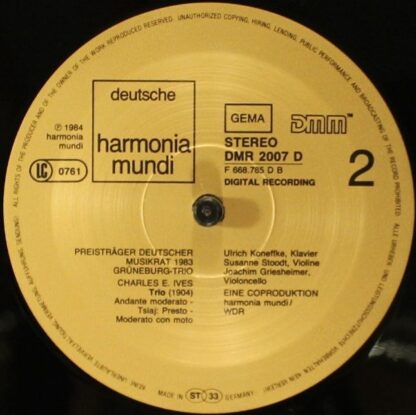 ALL RIGHTS OF THE PRODUCER AND OF THE OWNER OF THE WORK REPRODUCED RESERVED. UNAUTHORIZED COPYING, HIRING, LENDING, PUBLIC PERFORMANCE AND BROADCASTING OF THE RECORD PROHIBITED
deutsche
harmonia
mundi
℗ 1984
harmonia
mundi
LC 0761
GEMA
DMM™
STEREO
DMR 2007 D
F 668.765 D B
DIGITAL RECORDING
2
PREISTRÄGER DEUTSCHER
MUSIKRAT 1983
GRÜNEBURG-TRIO
CHARLES E. IVES
Trio (1904)
Andante moderato -
Tsiaj: Presto -
Moderato con moto
Ulrich Koneffke, Klavier
Susanne Stoodt, Violine
Joachim Griesheimer,
Violoncello
EINE COPRODUKTION
harmonia mundi/
WDR
MADE IN ST 33 GERMANY